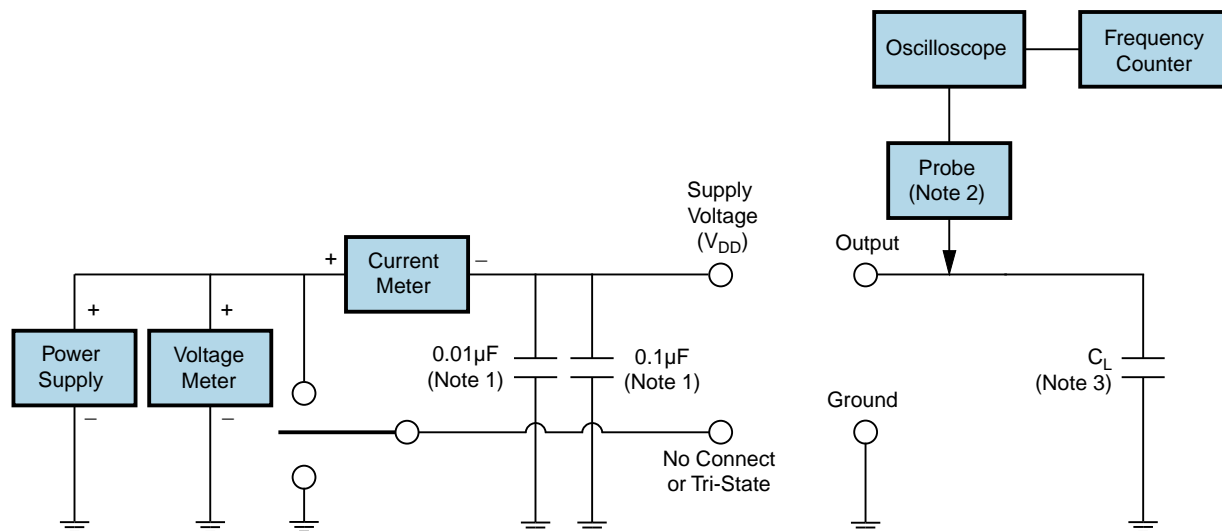 Oscilloscope
Frequency
Counter
Probe
(Note 2)
Supply
Voltage
(VDD)
Output
+
Current
Meter
–
+
+
Power
Supply
Voltage
Meter
0.01µF
(Note 1)
0.1µF
(Note 1)
CL
(Note 3)
–
–
Ground
No Connect
or Tri-State